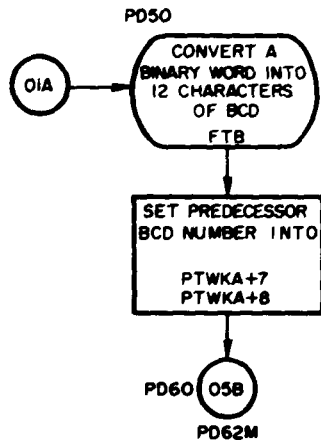 PD50
01A
CONVERT A
BINARY WORD INTO
12 CHARACTERS
OF BCD
FTB
SET PREDECESSOR
BCD NUMBER INTO
PTWKA+7
PTWKA+8
PD60
05B
PD62M